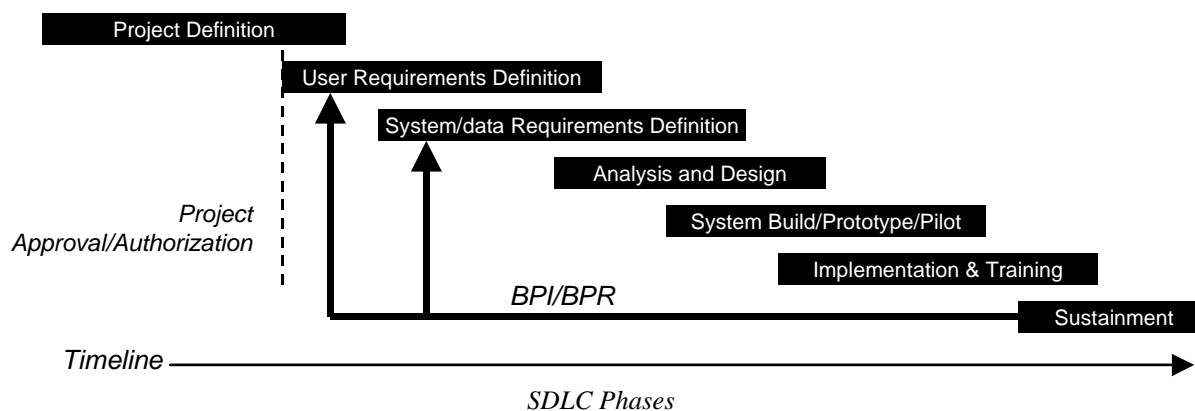 Project Definition
User Requirements Definition
System/data Requirements Definition
Analysis and Design
Project
Approval/Authorization
System Build/Prototype/Pilot
Implementation & Training
BPI/BPR
Sustainment
Timeline
SDLC Phases